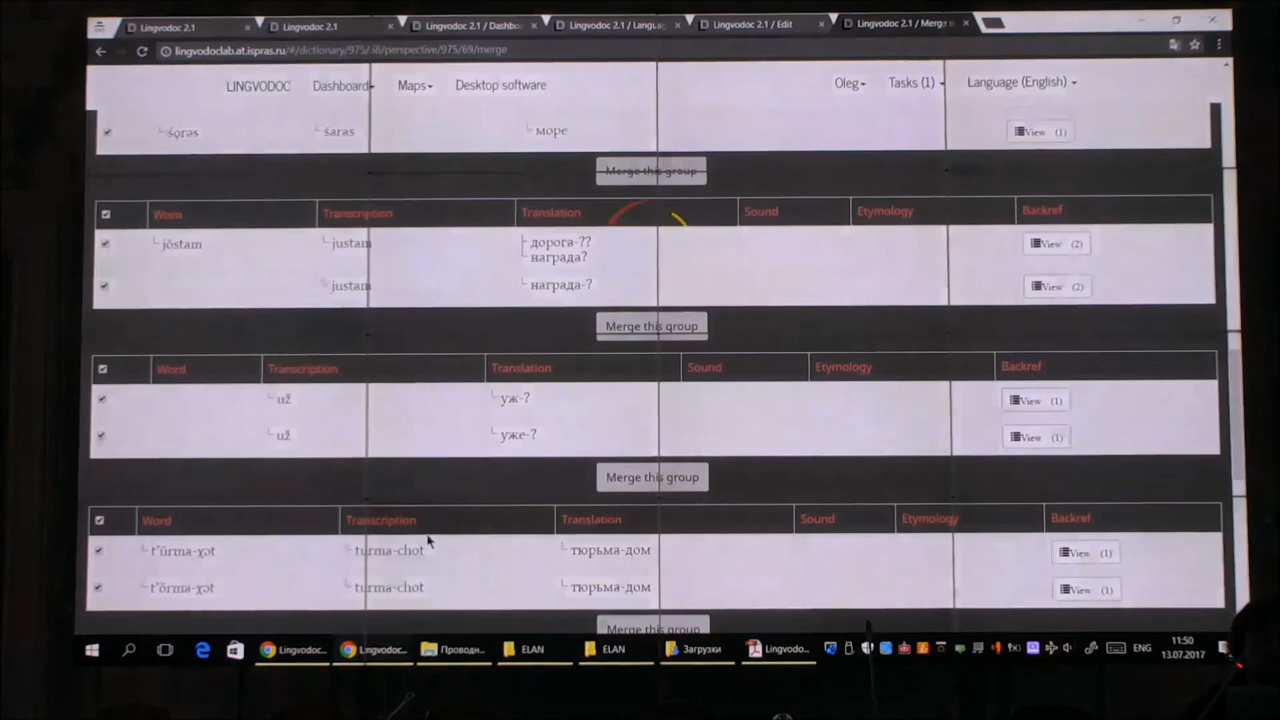 Lingvodoc 2.1 Lingvodoc 2.1 Lingvodoc 2.1 / Dashbo Lingvodoc 2.1 / Langua Lingvodoc 2.1 / Edit Lingvodoc 2.1 / Merge s
lingvodoclab.at.ispras.ru/#/dictionary/975/38/perspective/975/69/merge
LINGVODOC Dashboard Maps Desktop software Oleg Tasks (1) Language (English)
śo̧rəs śaras море View (1)
Merge this group
Word Transcription Translation Sound Etymology Backref
jŏstam justam дорога-?? View (2)
награда?
justam награда-? View (2)
Merge this group
Word Transcription Translation Sound Etymology Backref
už уж-? View (1)
už уже-? View (1)
Merge this group
Word Transcription Translation Sound Etymology Backref
turma-chot тюрьма-дом View (1)
turma-chot тюрьма-дом View (1)
Merge this group
Lingvodoc... Lingvodoc... Проводн... ELAN ELAN Загрузки Lingvodo... ENG 11:50
13.07.2017